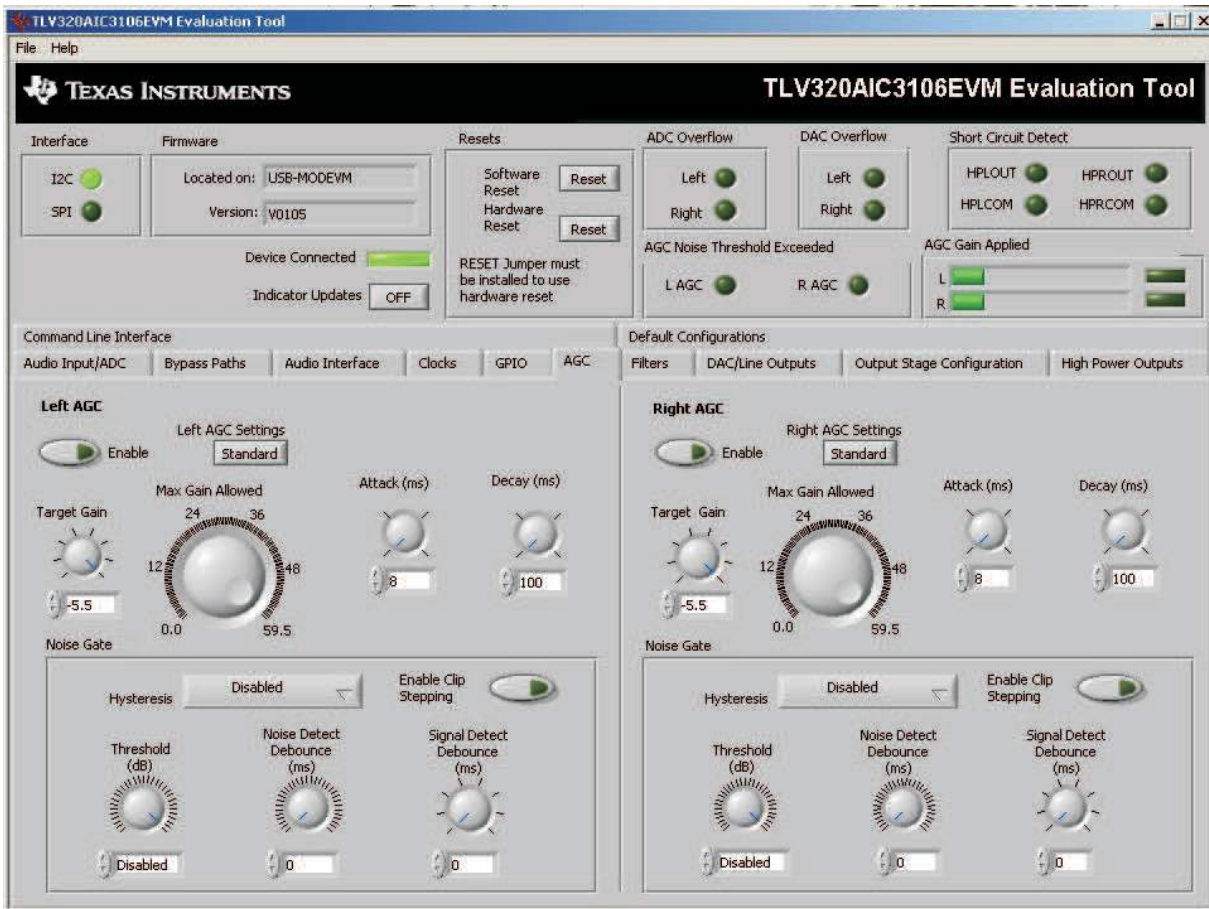 TLV320AIC3106EVM Evaluation Tool
File Help
TEXAS INSTRUMENTS
TLV320AIC3106EVM Evaluation Tool
Interface
I2C
SPI
Firmware
Located on: USB-MODEVM
Version: V0105
Device Connected
Indicator Updates OFF
Resets
Software
Reset
Reset
Hardware
Reset
Reset
RESET Jumper must
be installed to use
hardware reset
ADC Overflow
Left
Right
DAC Overflow
Left
Right
Short Circuit Detect
HPLOUT HPROUT
HPLCOM HPRCOM
AGC Noise Threshold Exceeded
L AGC R AGC
AGC Gain Applied
L
R
Command Line Interface Default Configurations
Audio Input/ADC Bypass Paths Audio Interface Clocks GPIO AGC Filters DAC/Line Outputs Output Stage Configuration High Power Outputs
Left AGC
Enable
Left AGC Settings
Standard
Target Gain
-5.5
Max Gain Allowed
24 36
12 48
0.0 59.5
Attack (ms)
8
Decay (ms)
100
Noise Gate
Hysteresis Disabled
Enable Clip
Stepping
Threshold
(dB)
Disabled
Noise Detect
Debounce
(ms)
0
Signal Detect
Debounce
(ms)
0
Right AGC
Enable
Right AGC Settings
Standard
Target Gain
-5.5
Max Gain Allowed
24 36
12 48
0.0 59.5
Attack (ms)
8
Decay (ms)
100
Noise Gate
Hysteresis Disabled
Enable Clip
Stepping
Threshold
(dB)
Disabled
Noise Detect
Debounce
(ms)
0
Signal Detect
Debounce
(ms)
0